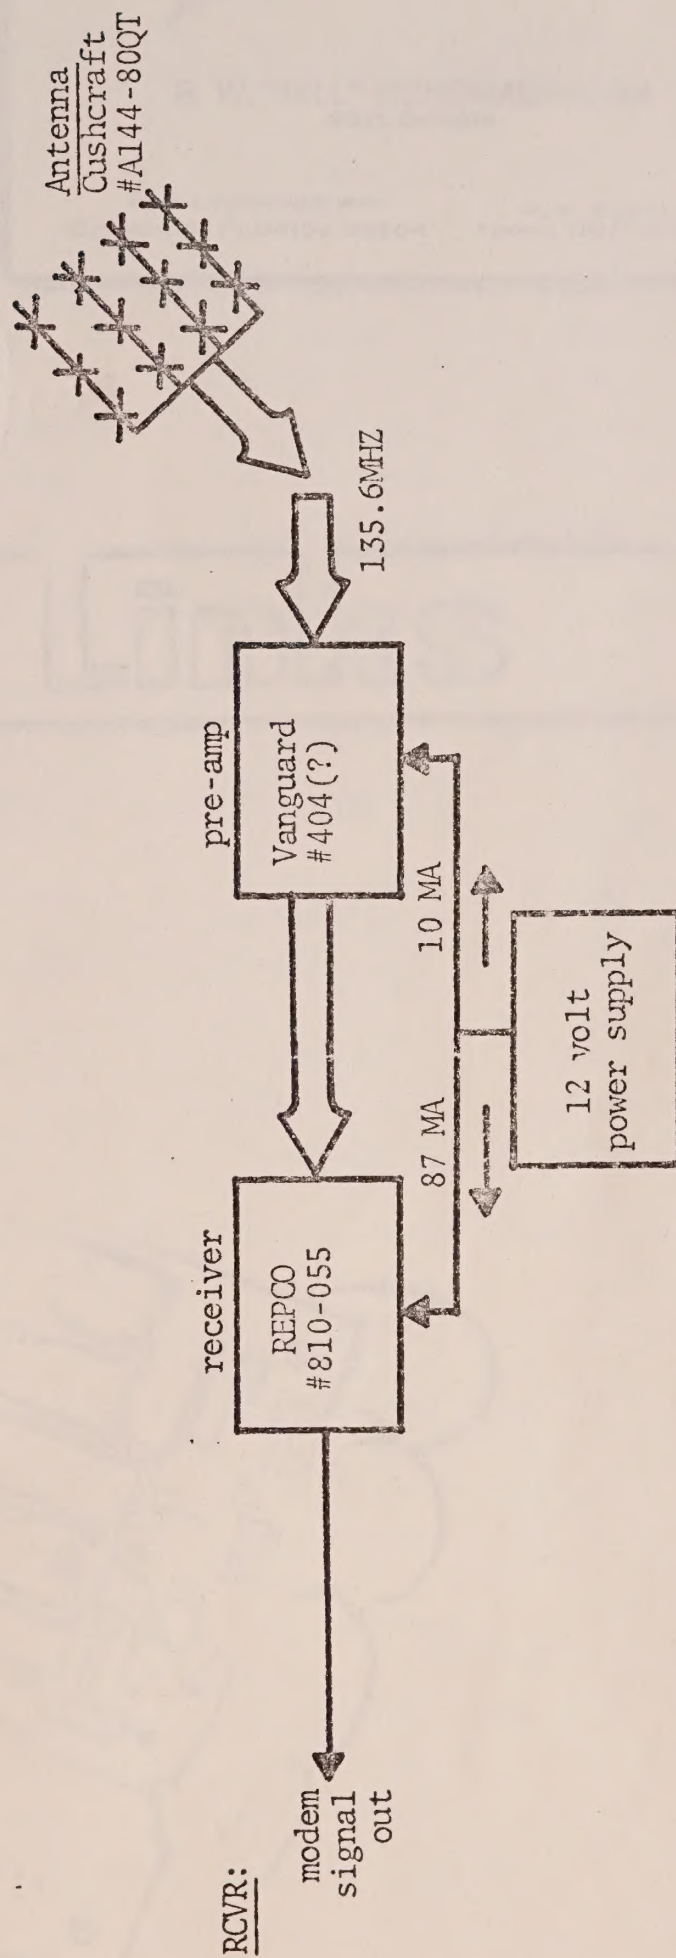 RCVR:
modem
signal
out
receiver
REPCO
#810-055
87 MA
12 volt
power supply
10 MA
pre-amp
Vanguard
#404(?)
135.6MHZ
Antenna
Cushcraft
#A144-80QT